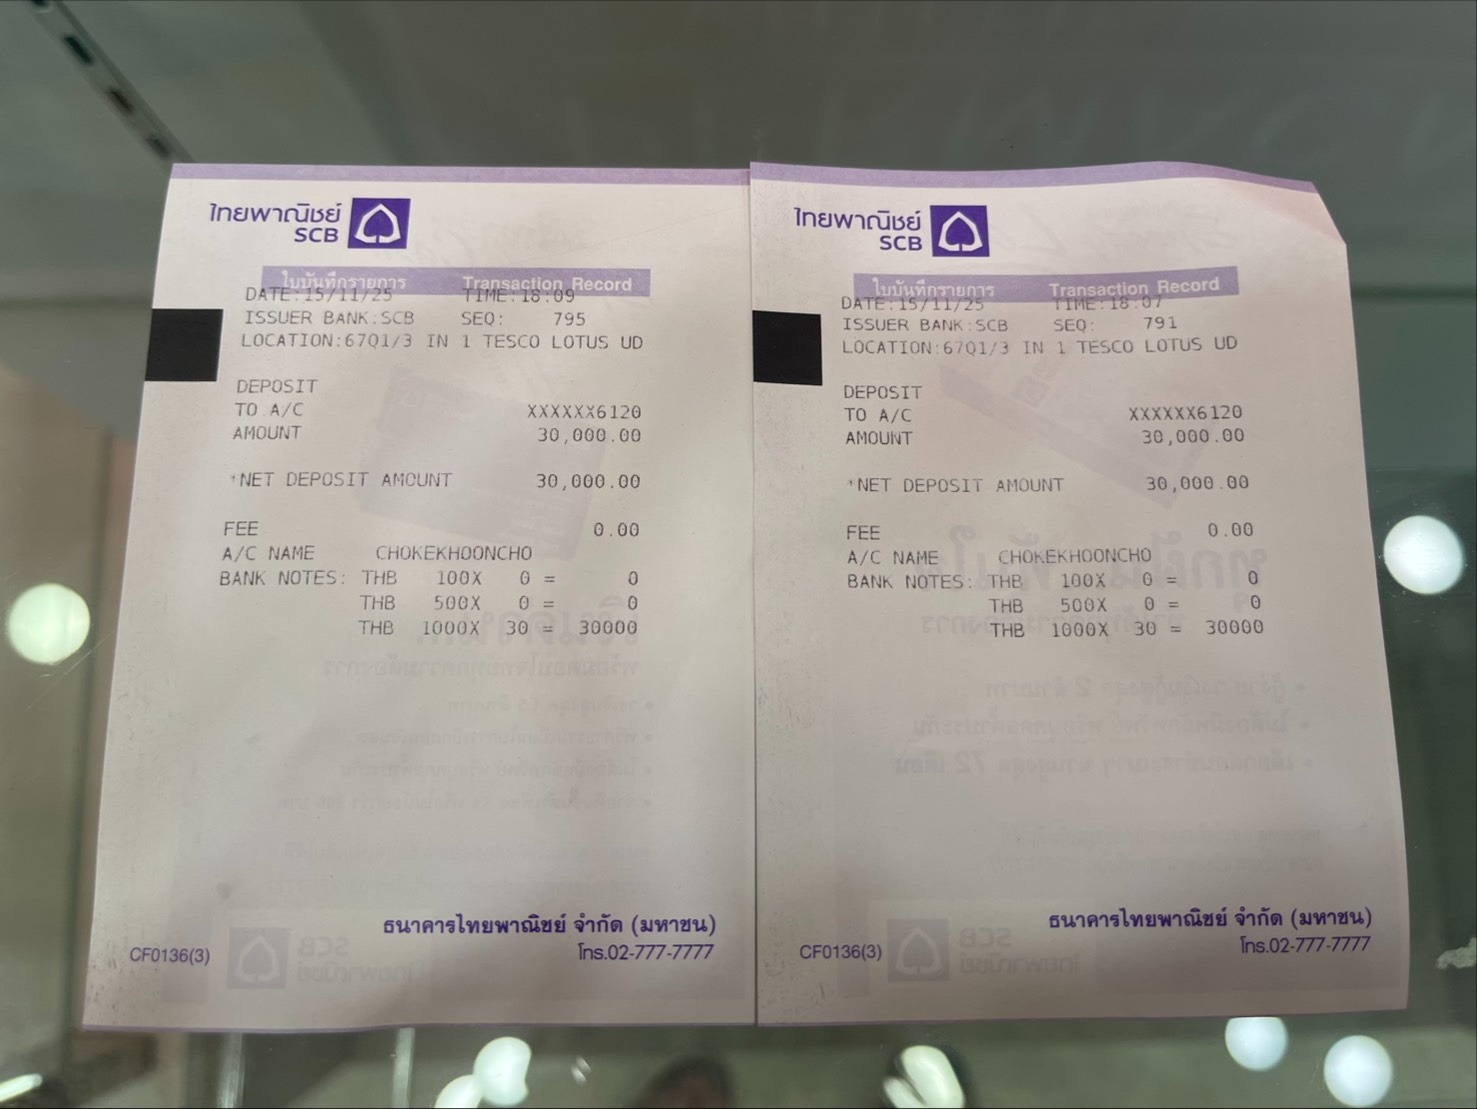 ไทยพาณิชย์
SCB
ใบบันทึกรายการ Transaction Record
DATE:15/11/25 TIME:18:09
ISSUER BANK:SCB SEQ: 795
LOCATION:67Q1/3 IN 1 TESCO LOTUS UD
DEPOSIT
TO A/C XXXXXX6120
AMOUNT 30,000.00
*NET DEPOSIT AMOUNT 30,000.00
FEE 0.00
A/C NAME CHOKEKHOONCHO
BANK NOTES: THB 100X 0 = 0
THB 500X 0 = 0
THB 1000X 30 = 30000
ธนาคารไทยพาณิชย์ จำกัด (มหาชน)
CF0136(3) โทร.02-777-7777
ไทยพาณิชย์
SCB
ใบบันทึกรายการ Transaction Record
DATE:15/11/25 TIME:18:07
ISSUER BANK:SCB SEQ: 791
LOCATION:67Q1/3 IN 1 TESCO LOTUS UD
DEPOSIT
TO A/C XXXXXX6120
AMOUNT 30,000.00
*NET DEPOSIT AMOUNT 30,000.00
FEE 0.00
A/C NAME CHOKEKHOONCHO
BANK NOTES: THB 100X 0 = 0
THB 500X 0 = 0
THB 1000X 30 = 30000
ธนาคารไทยพาณิชย์ จำกัด (มหาชน)
CF0136(3) โทร.02-777-7777